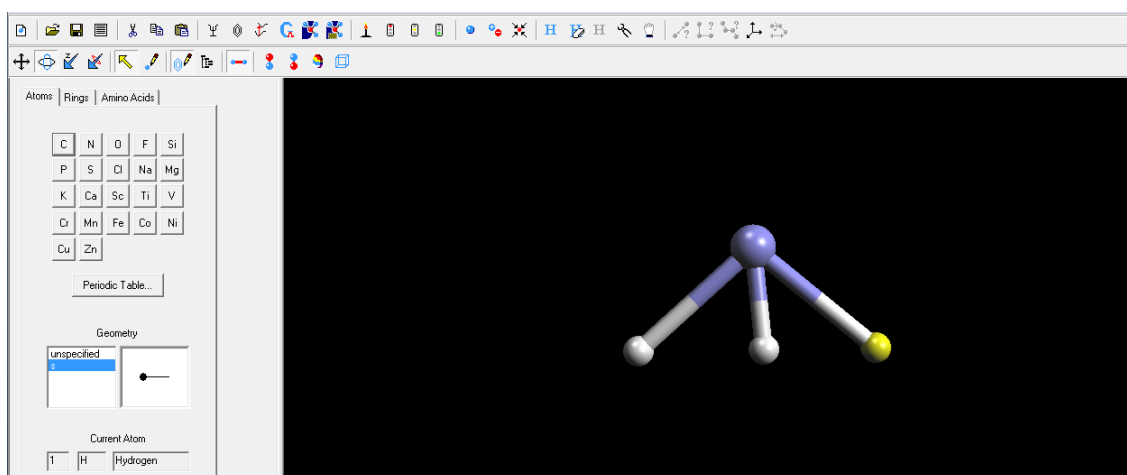 Atoms Rings Amino Acids
C N O F Si
P S Cl Na Mg
K Ca Sc Ti V
Cr Mn Fe Co Ni
Cu Zn
Periodic Table...
Geometry
unspecified
s
Current Atom
1 H Hydrogen